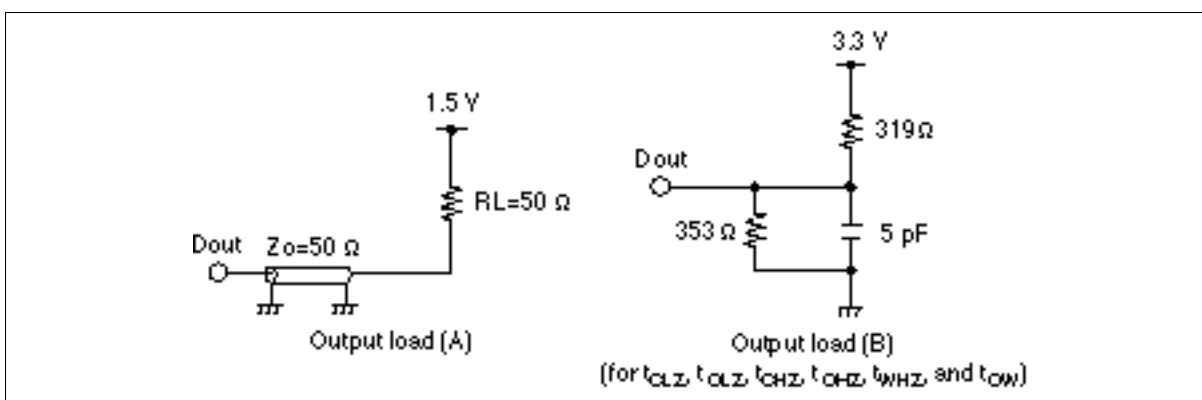 1.5 V
RL=50 Ω
Dout
Zo=50 Ω
Output load (A)
3.3 V
319Ω
Dout
353 Ω
5 pF
Output load (B)
(for tCLZ, tOLZ, tCHZ, tOHZ, tWHZ, and tOW)